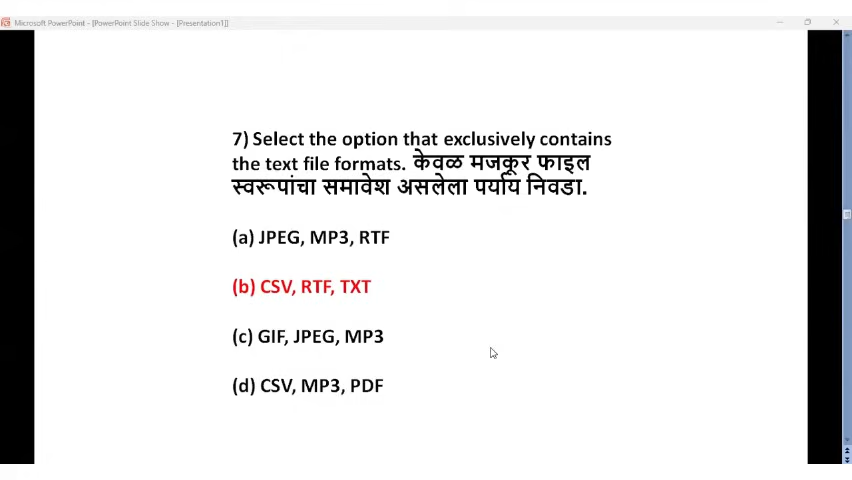 Microsoft PowerPoint - [PowerPoint Slide Show - [Presentation1]]
7) Select the option that exclusively contains
the text file formats. केवळ मजकूर फाइल
स्वरूपांचा समावेश असलेला पर्याय निवडा.
(a) JPEG, MP3, RTF
(b) CSV, RTF, TXT
(c) GIF, JPEG, MP3
(d) CSV, MP3, PDF